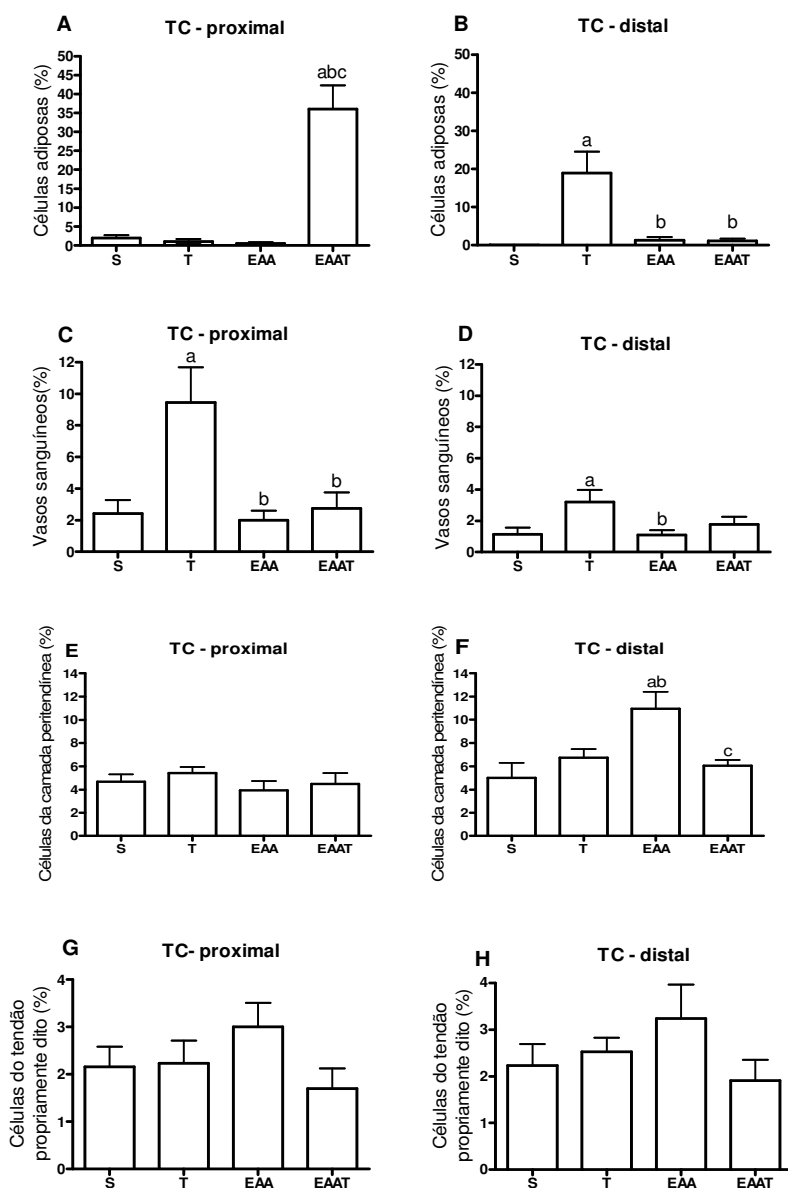 A
TC - proximal
Células adiposas (%)
50
45
40
35
30
25
20
15
10
5
0
abc
S T EAA EAAT
B
TC - distal
Células adiposas (%)
50
40
30
20
10
0
a
b
b
S T EAA EAAT
C
TC - proximal
Vasos sanguíneos(%)
12
10
8
6
4
2
0
a
b
b
S T EAA EAAT
D
TC - distal
Vasos sanguíneos (%)
12
10
8
6
4
2
0
a
b
S T EAA EAAT
E
TC - proximal
Células da camada peritendínea (%)
14
12
10
8
6
4
2
0
S T EAA EAAT
F
TC - distal
Células da camada peritendínea (%)
14
12
10
8
6
4
2
0
ab
c
S T EAA EAAT
G
TC- proximal
Células do tendão
propriamente dito (%)
4
3
2
1
0
S T EAA EAAT
H
TC - distal
Células do tendão
propriamente dito (%)
4
3
2
1
0
S T EAA EAAT